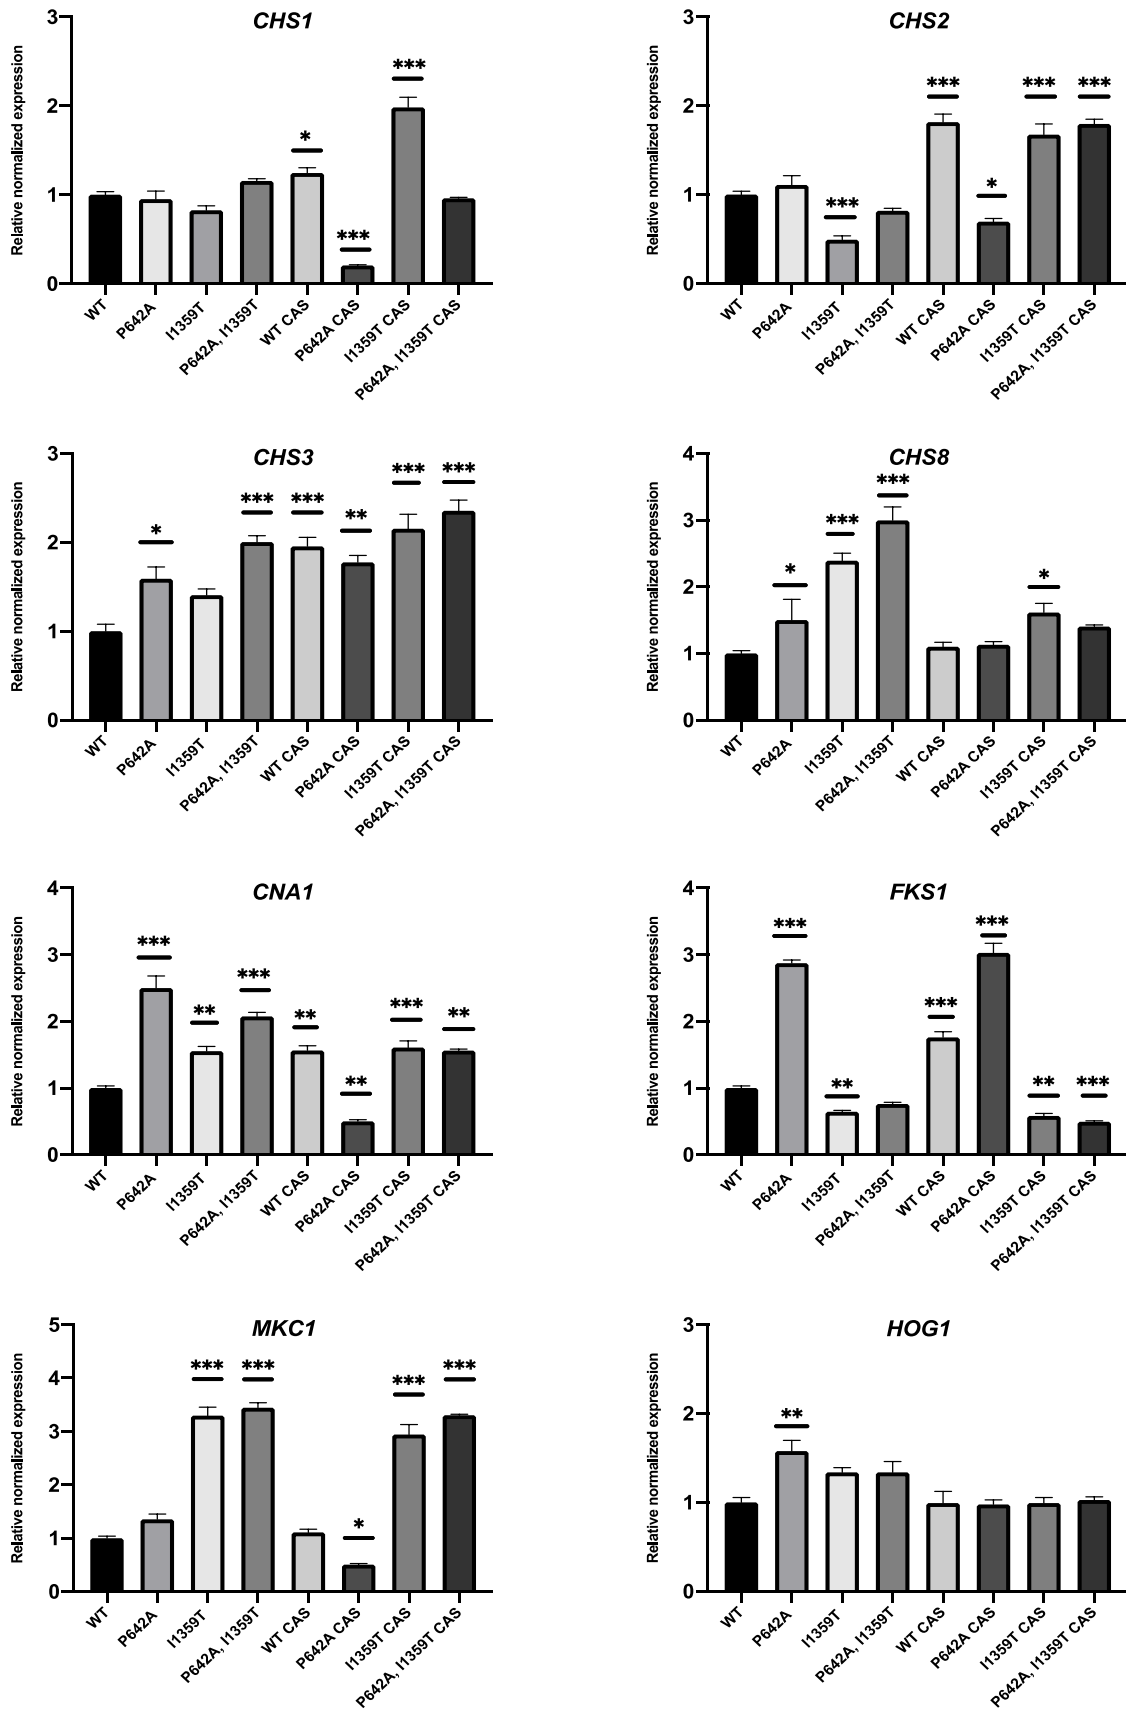 CHS1
Relative normalized expression
3
2
1
0
*
***
***
WT
P642A
I1359T
P642A, I1359T
WT CAS
P642A CAS
I1359T CAS
P642A, I1359T CAS
CHS2
Relative normalized expression
3
2
1
0
***
***
*
***
***
WT
P642A
I1359T
P642A, I1359T
WT CAS
P642A CAS
I1359T CAS
P642A, I1359T CAS
CHS3
Relative normalized expression
3
2
1
0
*
***
***
**
***
***
WT
P642A
I1359T
P642A, I1359T
WT CAS
P642A CAS
I1359T CAS
P642A, I1359T CAS
CHS8
Relative normalized expression
4
3
2
1
0
*
***
***
*
WT
P642A
I1359T
P642A, I1359T
WT CAS
P642A CAS
I1359T CAS
P642A, I1359T CAS
CNA1
Relative normalized expression
4
3
2
1
0
***
**
***
**
**
***
**
WT
P642A
I1359T
P642A, I1359T
WT CAS
P642A CAS
I1359T CAS
P642A, I1359T CAS
FKS1
Relative normalized expression
4
3
2
1
0
***
**
***
***
**
***
WT
P642A
I1359T
P642A, I1359T
WT CAS
P642A CAS
I1359T CAS
P642A, I1359T CAS
MKC1
Relative normalized expression
5
4
3
2
1
0
***
***
*
***
***
WT
P642A
I1359T
P642A, I1359T
WT CAS
P642A CAS
I1359T CAS
P642A, I1359T CAS
HOG1
Relative normalized expression
3
2
1
0
**
WT
P642A
I1359T
P642A, I1359T
WT CAS
P642A CAS
I1359T CAS
P642A, I1359T CAS